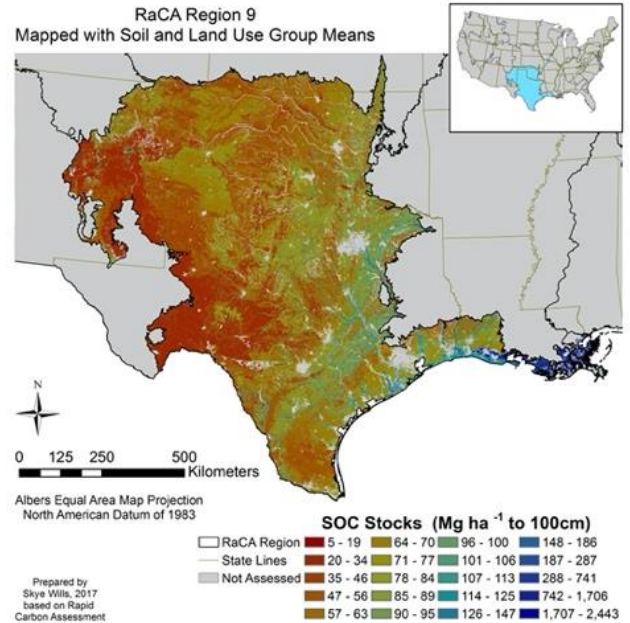 RaCA Region 9
Mapped with Soil and Land Use Group Means
N
0 125 250 500
Kilometers
Albers Equal Area Map Projection
North American Datum of 1983
Prepared by
Skye Wills, 2017
based on Rapid
Carbon Assessment
SOC Stocks (Mg ha -1 to 100cm)
RaCA Region
State Lines
Not Assessed
5 - 19
20 - 34
35 - 46
47 - 56
57 - 63
64 - 70
71 - 77
78 - 84
85 - 89
90 - 95
96 - 100
101 - 106
107 - 113
114 - 125
126 - 147
148 - 186
187 - 287
288 - 741
742 - 1,706
1,707 - 2,443